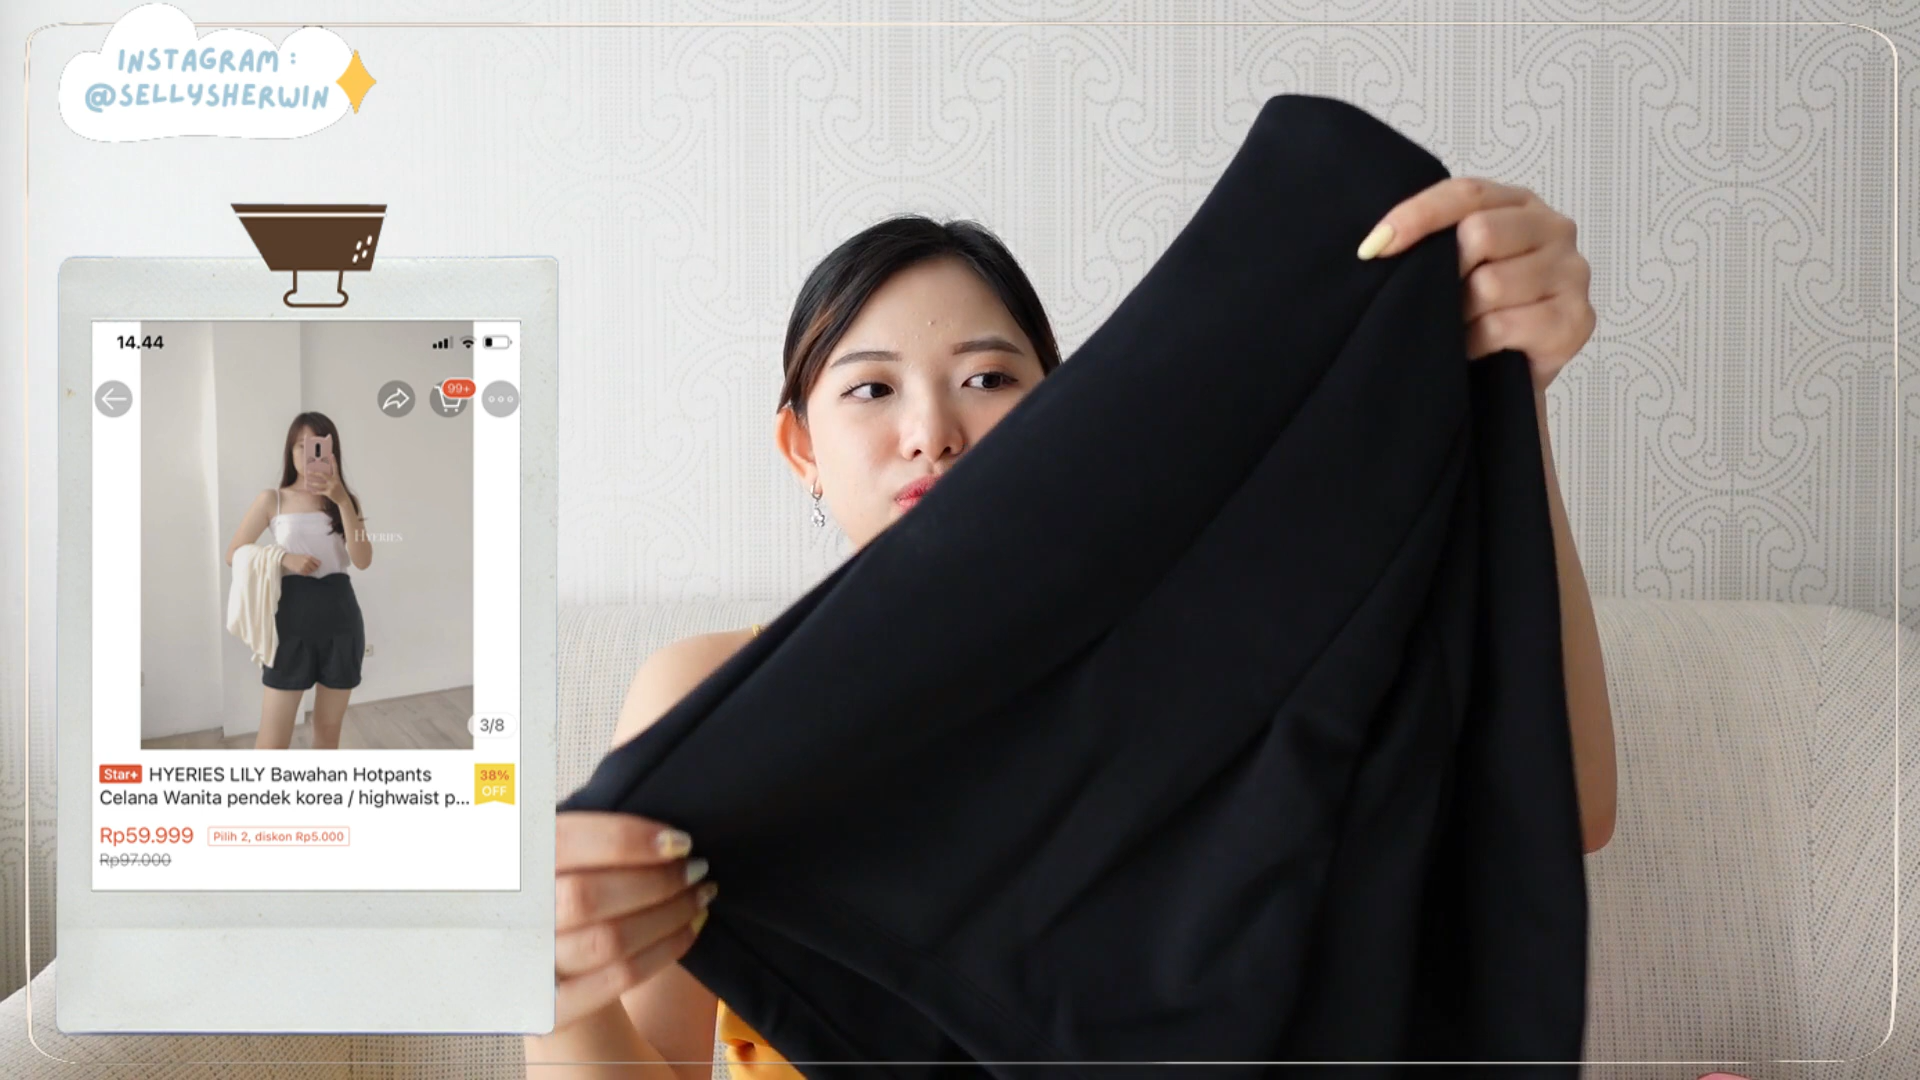 INSTAGRAM :
@SELLYSHERWIN
14.44
99+
HYERIES
3/8
Star+ HYERIES LILY Bawahan Hotpants
Celana Wanita pendek korea / highwaist p...
38%
OFF
Rp59.999 Pilih 2, diskon Rp5.000
Rp97.000